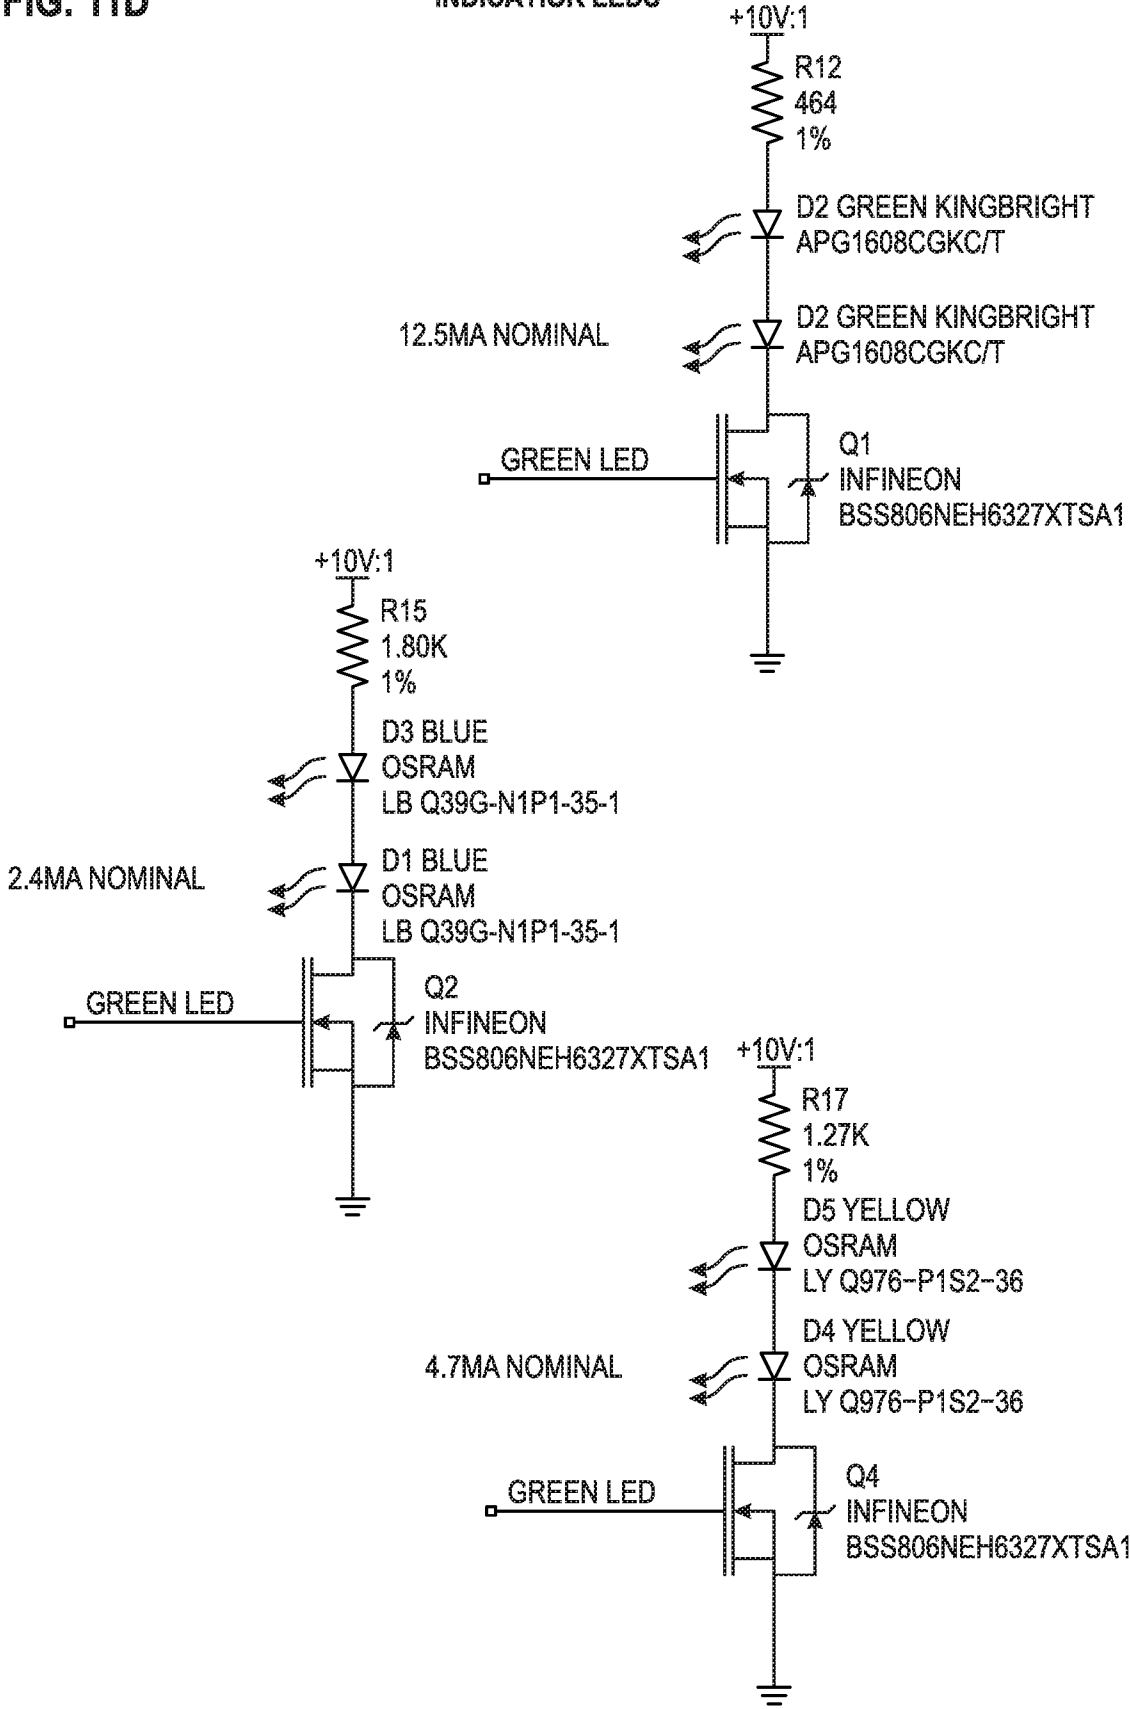 FIG. 11D
INDICATIOR LEDS
+10V:1
R12
464
1%
D2 GREEN KINGBRIGHT
APG1608CGKC/T
D2 GREEN KINGBRIGHT
APG1608CGKC/T
12.5MA NOMINAL
GREEN LED
Q1
INFINEON
BSS806NEH6327XTSA1
+10V:1
R15
1.80K
1%
D3 BLUE
OSRAM
LB Q39G-N1P1-35-1
D1 BLUE
OSRAM
LB Q39G-N1P1-35-1
2.4MA NOMINAL
GREEN LED
Q2
INFINEON
BSS806NEH6327XTSA1
+10V:1
R17
1.27K
1%
D5 YELLOW
OSRAM
LY Q976-P1S2-36
D4 YELLOW
OSRAM
LY Q976-P1S2-36
4.7MA NOMINAL
GREEN LED
Q4
INFINEON
BSS806NEH6327XTSA1